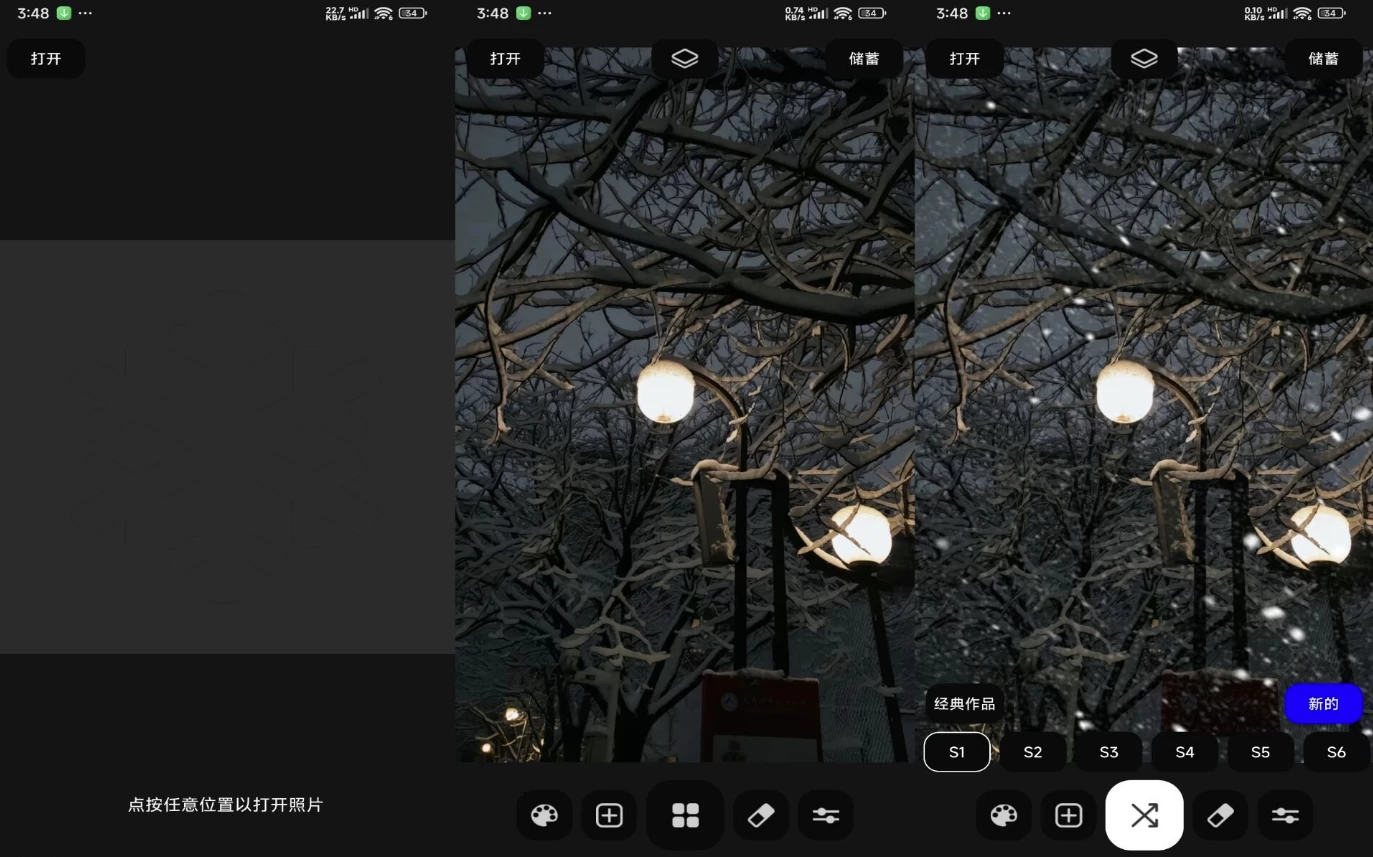 3:48
22.7
KB/s
HD
34
打开
点按任意位置以打开照片
3:48
0.74
KB/s
HD
34
打开
储蓄
3:48
0.10
KB/s
HD
34
打开
储蓄
经典作品
新的
S1
S2
S3
S4
S5
S6